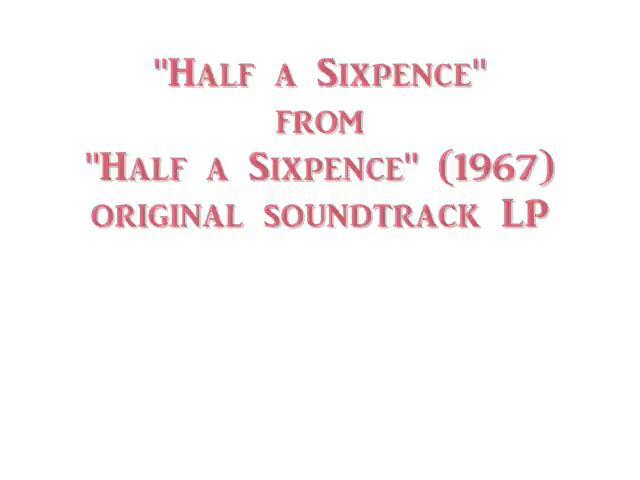 "Half a Sixpence"
from
"Half a Sixpence" (1967)
original soundtrack LP